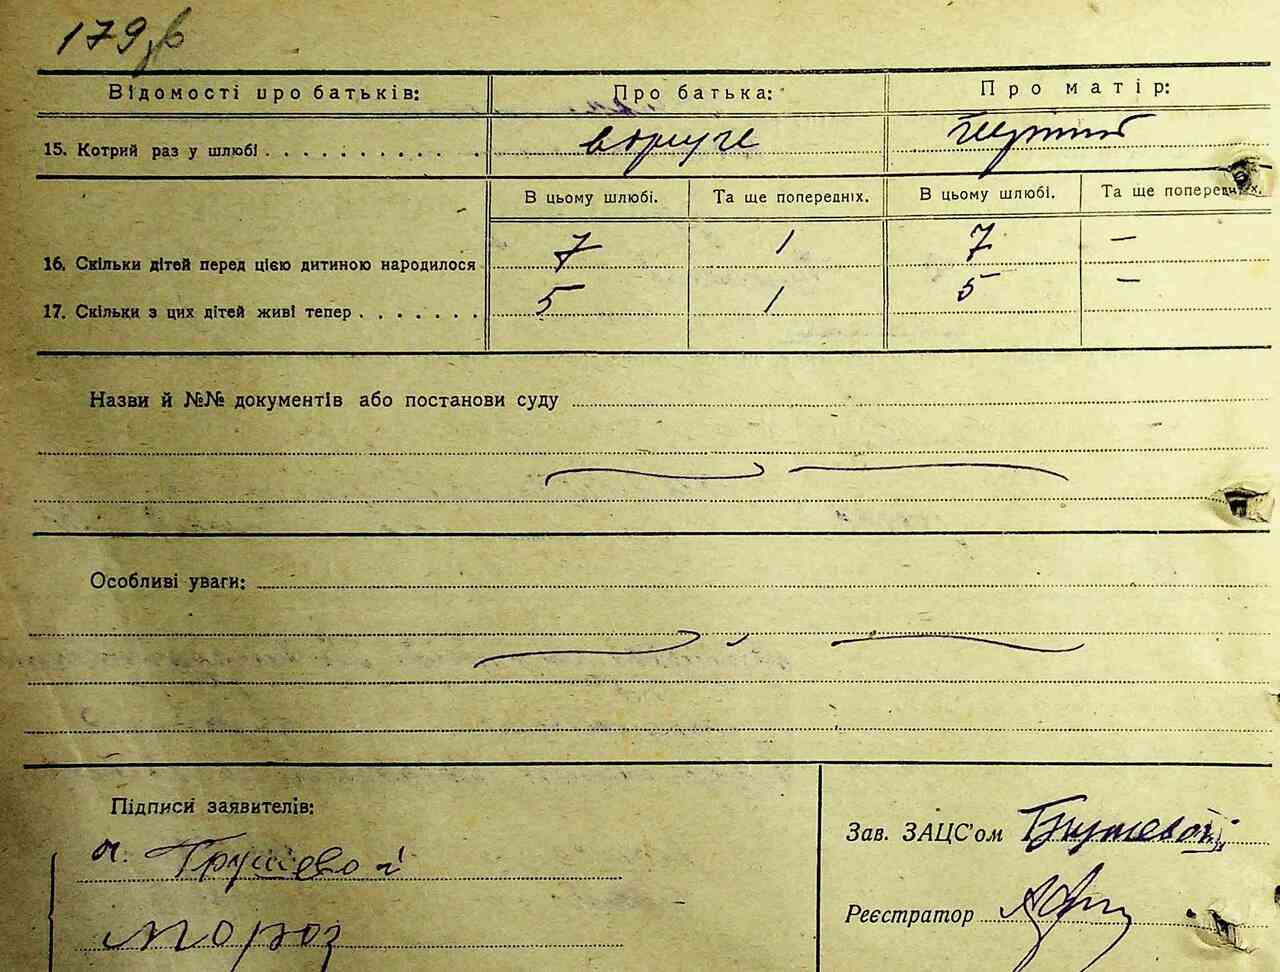 179 в
Відомості про батьків: Про батька: Про матір:
15. Котрий раз у шлюбі . . . . . . . . . . . вдруге перший
В цьому шлюбі. Та ще попередніх. В цьому шлюбі. Та ще попередніх.
16. Скільки дітей перед цією дитиною народилося 7 1 7 —
17. Скільки з цих дітей живі тепер . . . . . . . 5 1 5 —
Назви й №№ документів або постанови суду
Особливі уваги:
Підписи заявителів: Зав. ЗАЦС'ом
Грушевої
Реєстратор
Мороз